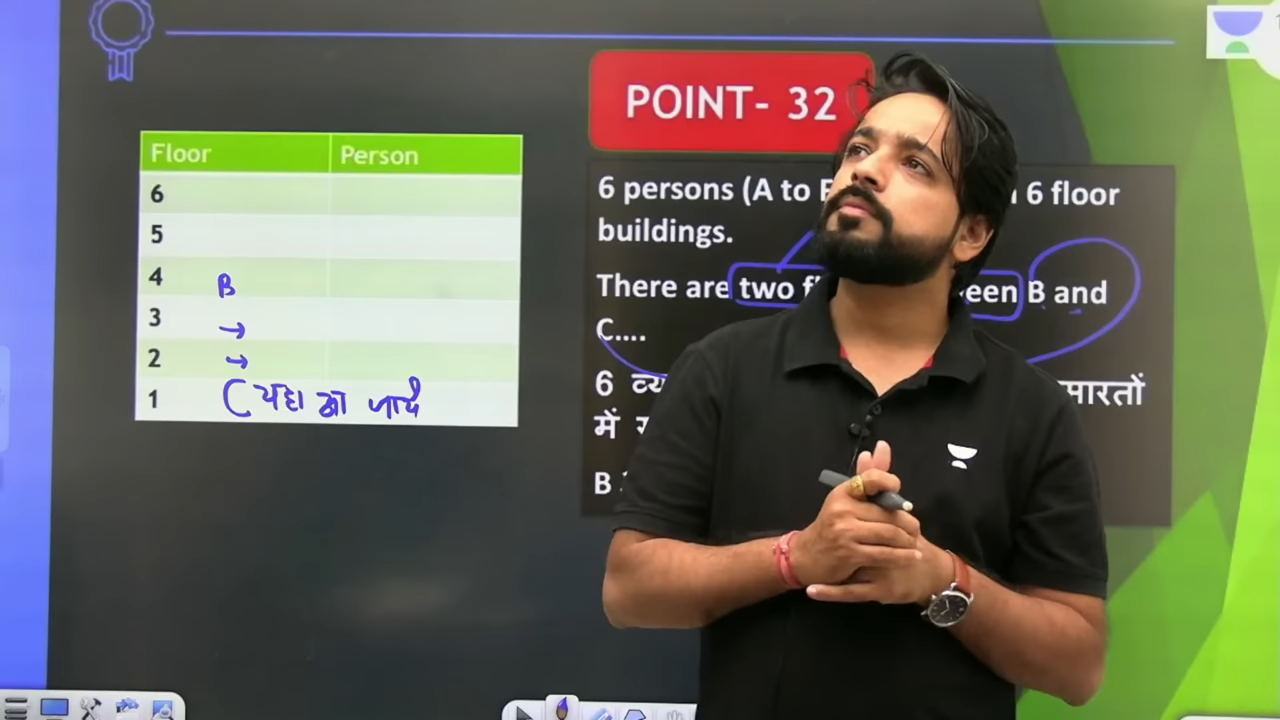 POINT- 32
Floor Person
6
5
4 B
3
2
1 C यहा आ जाये
6 persons (A to 6 floor
buildings.
There are two een B and
C....
6 मारतों
में
B